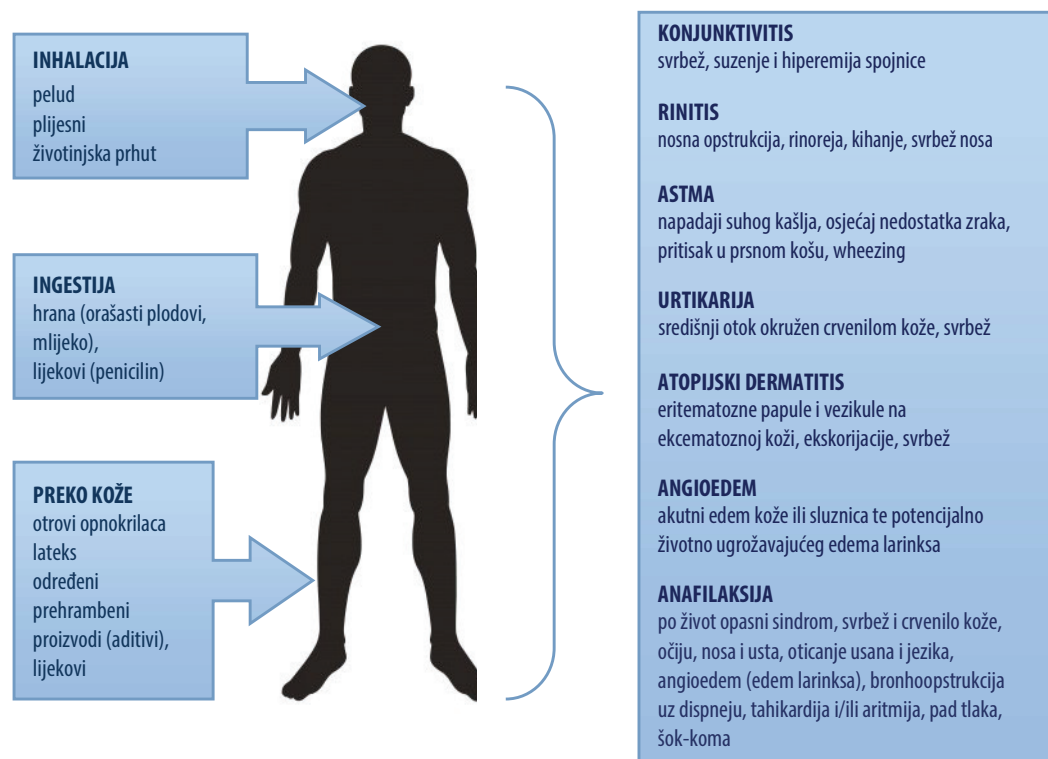 INHALACIJA
pelud
plijesni
životinjska prhut
INGESTIJA
hrana (orašasti plodovi,
mlijeko),
lijekovi (penicilin)
PREKO KOŽE
otrovi opnokrilaca
lateks
određeni
prehrambeni
proizvodi (aditivi),
lijekovi
KONJUNKTIVITIS
svrbež, suzenje i hiperemija spojnice
RINITIS
nosna opstrukcija, rinoreja, kihanje, svrbež nosa
ASTMA
napadaji suhog kašlja, osjećaj nedostatka zraka,
pritisak u prsnom košu, wheezing
URTIKARIJA
središnji otok okružen crvenilom kože, svrbež
ATOPIJSKI DERMATITIS
eritematozne papule i vezikule na
ekcematoznoj koži, ekskorijacije, svrbež
ANGIOEDEM
akutni edem kože ili sluznica te potencijalno
životno ugrožavajućeg edema larinksa
ANAFILAKSIJA
po život opasni sindrom, svrbež i crvenilo kože,
očiju, nosa i usta, oticanje usana i jezika,
angioedem (edem larinksa), bronhoopstrukcija
uz dispneju, tahikardija i/ili aritmija, pad tlaka,
šok-koma